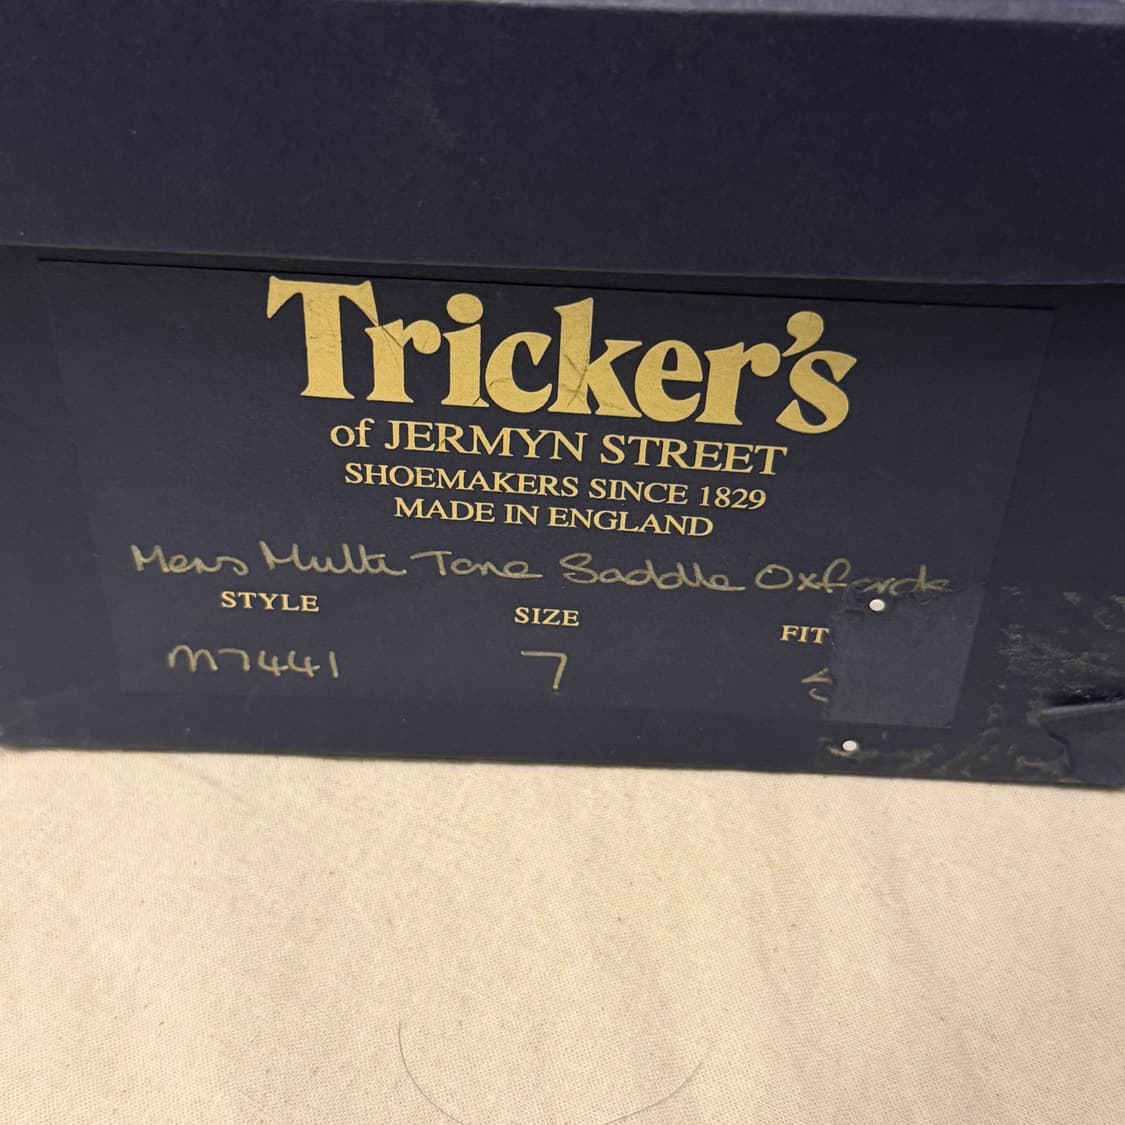 Tricker's
of JERMYN STREET
SHOEMAKERS SINCE 1829
MADE IN ENGLAND
Mens Multi Tone Saddle Oxfords
STYLE SIZE FIT
M7441 7